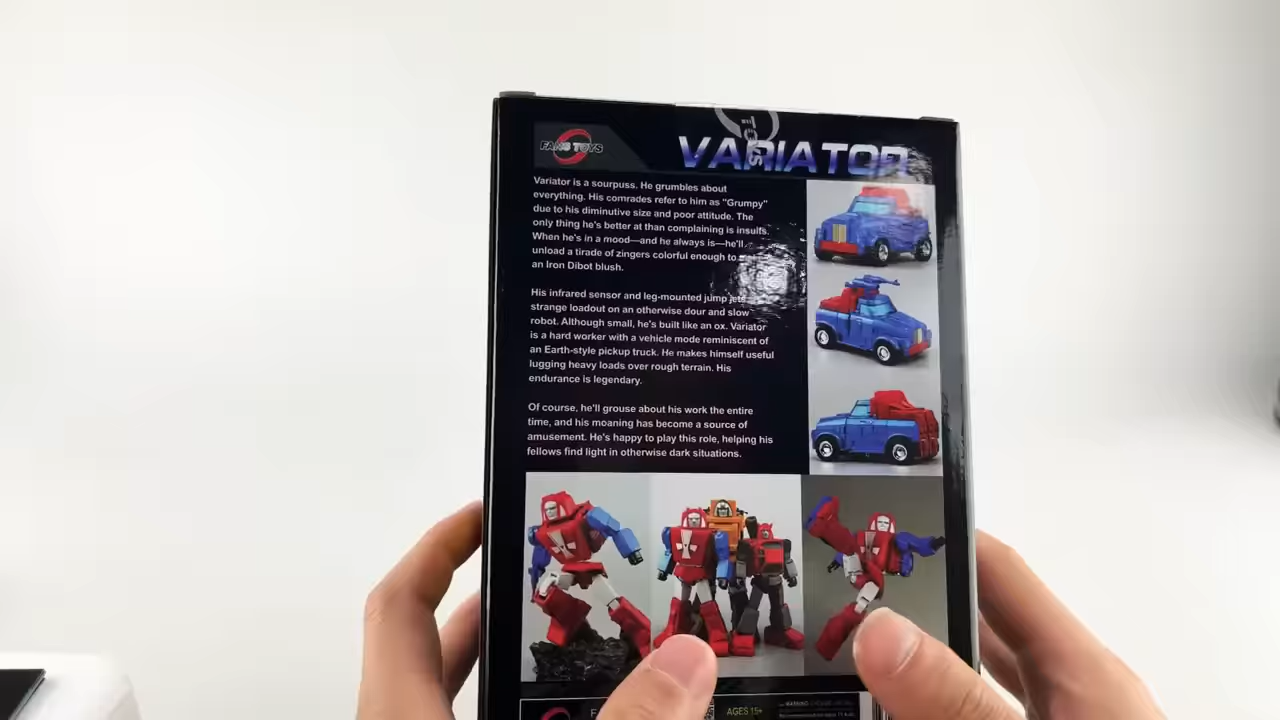 FANS TOYS
VARIATOR
TOYS
Variator is a sourpuss. He grumbles about
everything. His comrades refer to him as "Grumpy"
due to his diminutive size and poor attitude. The
only thing he's better at than complaining is insults.
When he's in a mood—and he always is—he'll
unload a tirade of zingers colorful enough to
an Iron Dibot blush.
His infrared sensor and leg-mounted jump jets
strange loadout on an otherwise dour and slow
robot. Although small, he's built like an ox. Variator
is a hard worker with a vehicle mode reminiscent of
an Earth-style pickup truck. He makes himself useful
lugging heavy loads over rough terrain. His
endurance is legendary.
Of course, he'll grouse about his work the entire
time, and his moaning has become a source of
amusement. He's happy to play this role, helping his
fellows find light in otherwise dark situations.
AGES 15+
WARNING